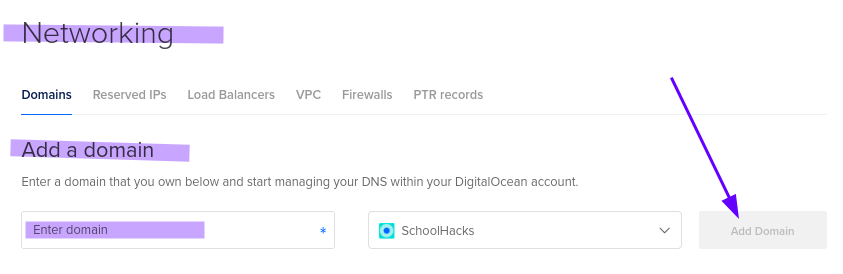 Networking
Domains Reserved IPs Load Balancers VPC Firewalls PTR records
Add a domain
Enter a domain that you own below and start managing your DNS within your DigitalOcean account.
Enter domain * SchoolHacks Add Domain